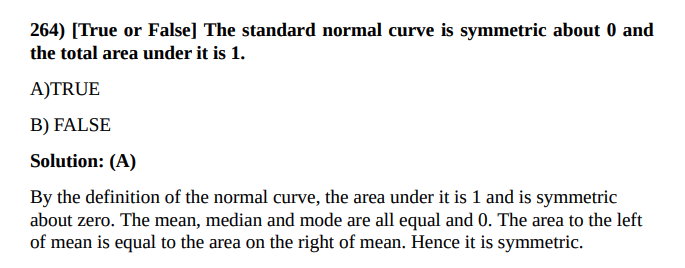 264) [True or False] The standard normal curve is symmetric about 0 and
the total area under it is 1.
A)TRUE
B) FALSE
Solution: (A)
By the definition of the normal curve, the area under it is 1 and is symmetric
about zero. The mean, median and mode are all equal and 0. The area to the left
of mean is equal to the area on the right of mean. Hence it is symmetric.